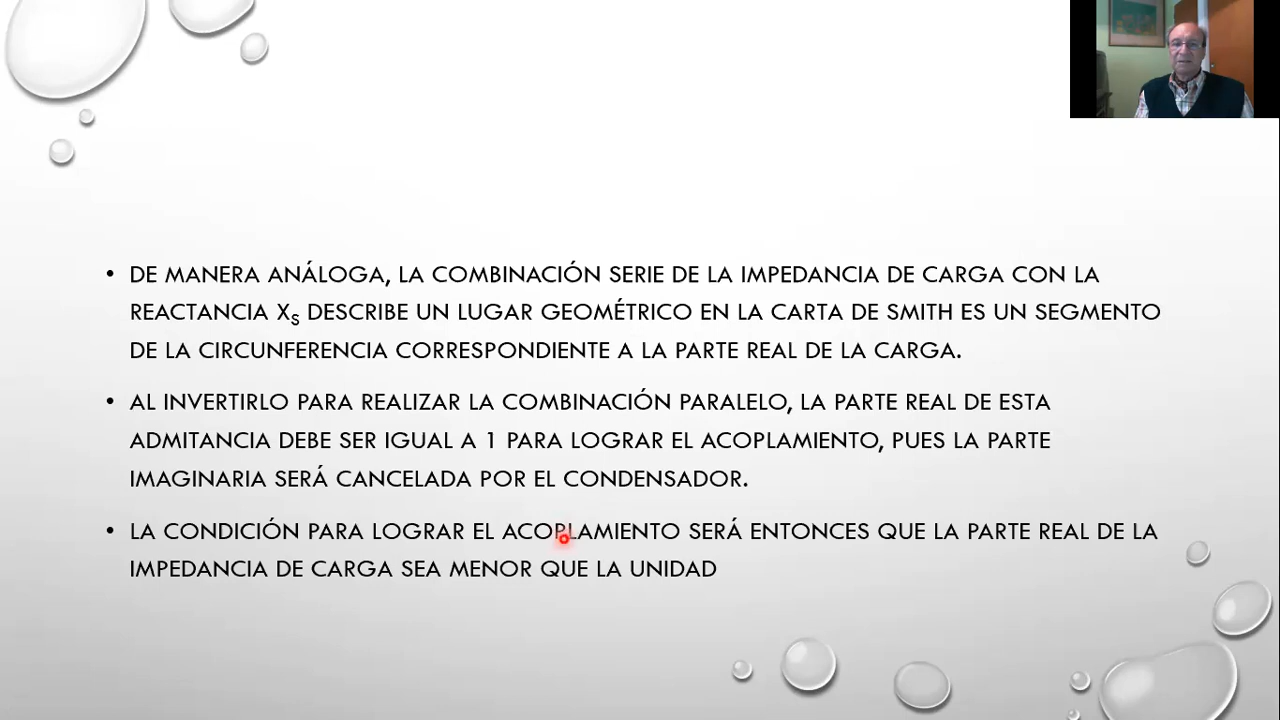 • DE MANERA ANÁLOGA, LA COMBINACIÓN SERIE DE LA IMPEDANCIA DE CARGA CON LA
REACTANCIA XS DESCRIBE UN LUGAR GEOMÉTRICO EN LA CARTA DE SMITH ES UN SEGMENTO
DE LA CIRCUNFERENCIA CORRESPONDIENTE A LA PARTE REAL DE LA CARGA.
• AL INVERTIRLO PARA REALIZAR LA COMBINACIÓN PARALELO, LA PARTE REAL DE ESTA
ADMITANCIA DEBE SER IGUAL A 1 PARA LOGRAR EL ACOPLAMIENTO, PUES LA PARTE
IMAGINARIA SERÁ CANCELADA POR EL CONDENSADOR.
• LA CONDICIÓN PARA LOGRAR EL ACOPLAMIENTO SERÁ ENTONCES QUE LA PARTE REAL DE LA
IMPEDANCIA DE CARGA SEA MENOR QUE LA UNIDAD